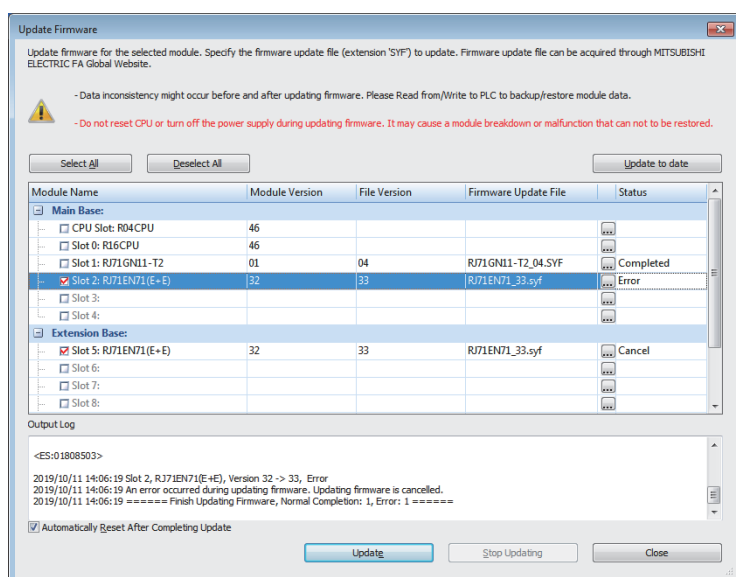 Update Firmware
Update firmware for the selected module. Specify the firmware update file (extension 'SYF') to update. Firmware update file can be acquired through MITSUBISHI
ELECTRIC FA Global Website.
- Data inconsistency might occur before and after updating firmware. Please Read from/Write to PLC to backup/restore module data.
- Do not reset CPU or turn off the power supply during updating firmware. It may cause a module breakdown or malfunction that can not to be restored.
Select All Deselect All Update to date
Module Name Module Version File Version Firmware Update File Status
Main Base:
CPU Slot: R04CPU 46 ...
Slot 0: R16CPU 46 ...
Slot 1: RJ71GN11-T2 01 04 RJ71GN11-T2_04.SYF ... Completed
Slot 2: RJ71EN71(E+E) 32 33 RJ71EN71_33.syf ... Error
Slot 3: ...
Slot 4: ...
Extension Base:
Slot 5: RJ71EN71(E+E) 32 33 RJ71EN71_33.syf ... Cancel
Slot 6: ...
Slot 7: ...
Slot 8: ...
Output Log
<ES:01808503>
2019/10/11 14:06:19 Slot 2, RJ71EN71(E+E), Version 32 -> 33, Error
2019/10/11 14:06:19 An error occurred during updating firmware. Updating firmware is cancelled.
2019/10/11 14:06:19 ====== Finish Updating Firmware, Normal Completion: 1, Error: 1 ======
Automatically Reset After Completing Update
Update Stop Updating Close